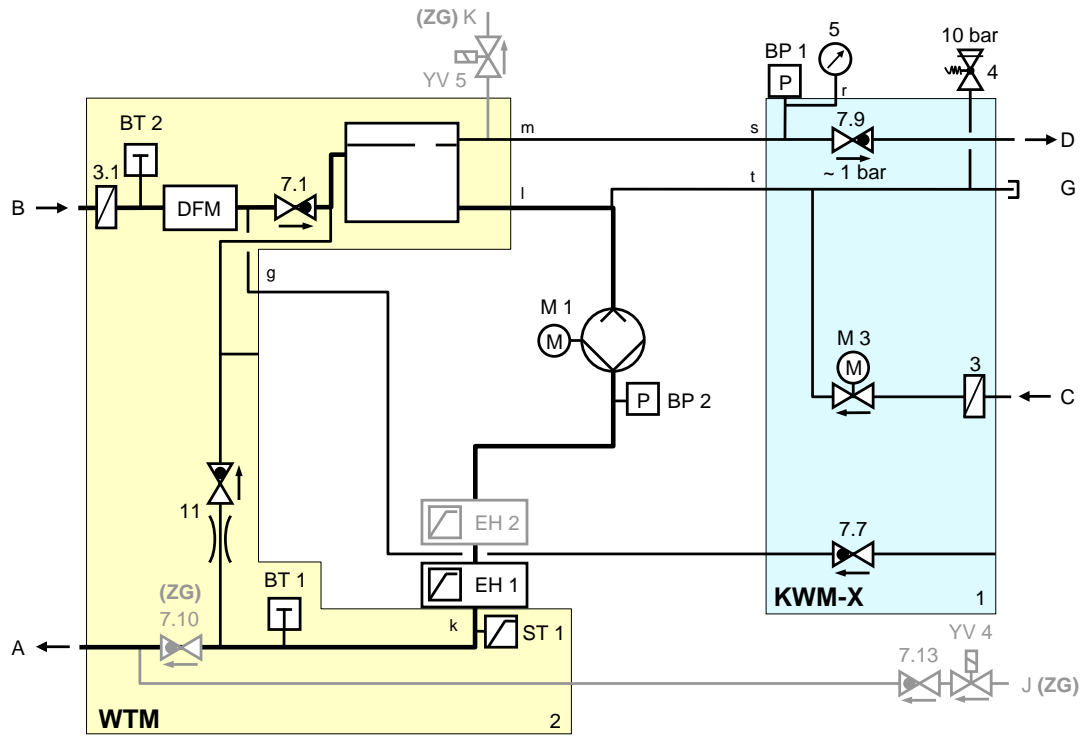 (ZG) K
YV 5
BP 1
P
5
10 bar
4
r
BT 2
T
3.1
B
DFM
7.1
m
s
7.9
~ 1 bar
D
l
t
G
g
M 1
M
P
BP 2
M 3
M
3
C
11
EH 2
7.7
EH 1
KWM-X
1
(ZG)
7.10
BT 1
T
k
ST 1
A
YV 4
7.13
J (ZG)
WTM
2